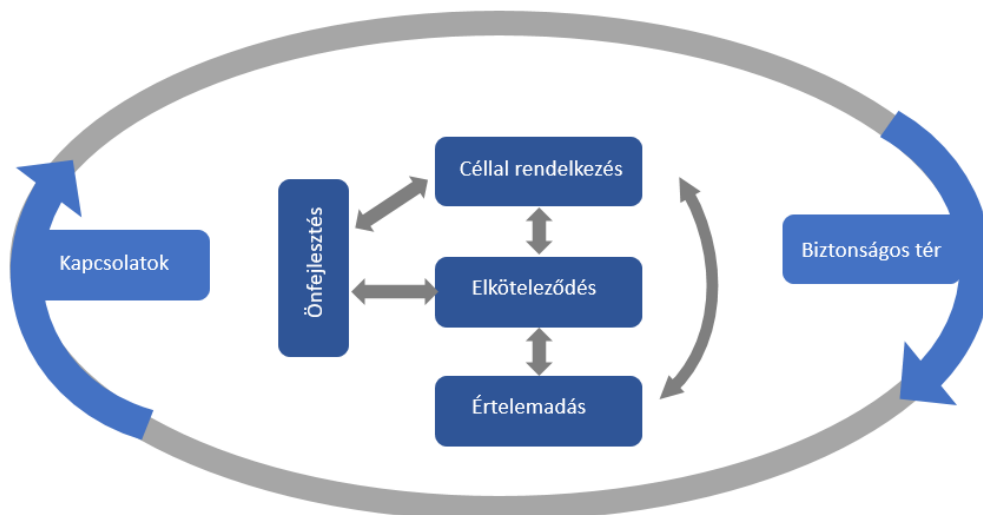 Céllal rendelkezés
Önfejlesztés
Kapcsolatok
Biztonságos tér
Elköteleződés
Értelemadás